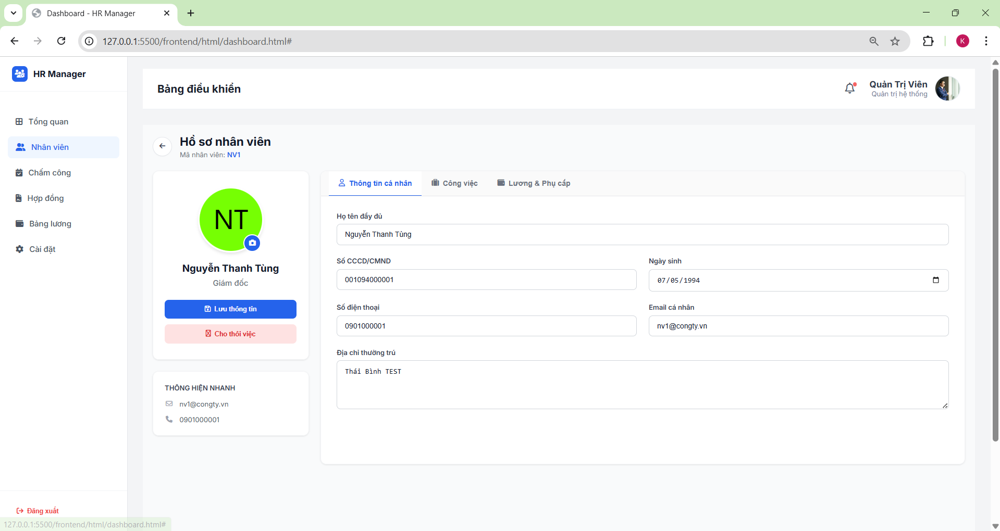 Dashboard - HR Manager
127.0.0.1:5500/frontend/html/dashboard.html#
K
HR Manager
Bảng điều khiển
Quản Trị Viên
Quản trị hệ thống
Tổng quan
Nhân viên
Chấm công
Hợp đồng
Bảng lương
Cài đặt
Đăng xuất
Hồ sơ nhân viên
Mã nhân viên: NV1
NT
Nguyễn Thanh Tùng
Giám đốc
Lưu thông tin
Cho thôi việc
THÔNG HIỆN NHANH
nv1@congty.vn
0901000001
Thông tin cá nhân
Công việc
Lương & Phụ cấp
Họ tên đầy đủ
Nguyễn Thanh Tùng
Số CCCD/CMND
001094000001
Ngày sinh
07/05/1994
Số điện thoại
0901000001
Email cá nhân
nv1@congty.vn
Địa chỉ thường trú
Thái Bình TEST
127.0.0.1:5500/frontend/html/dashboard.html#